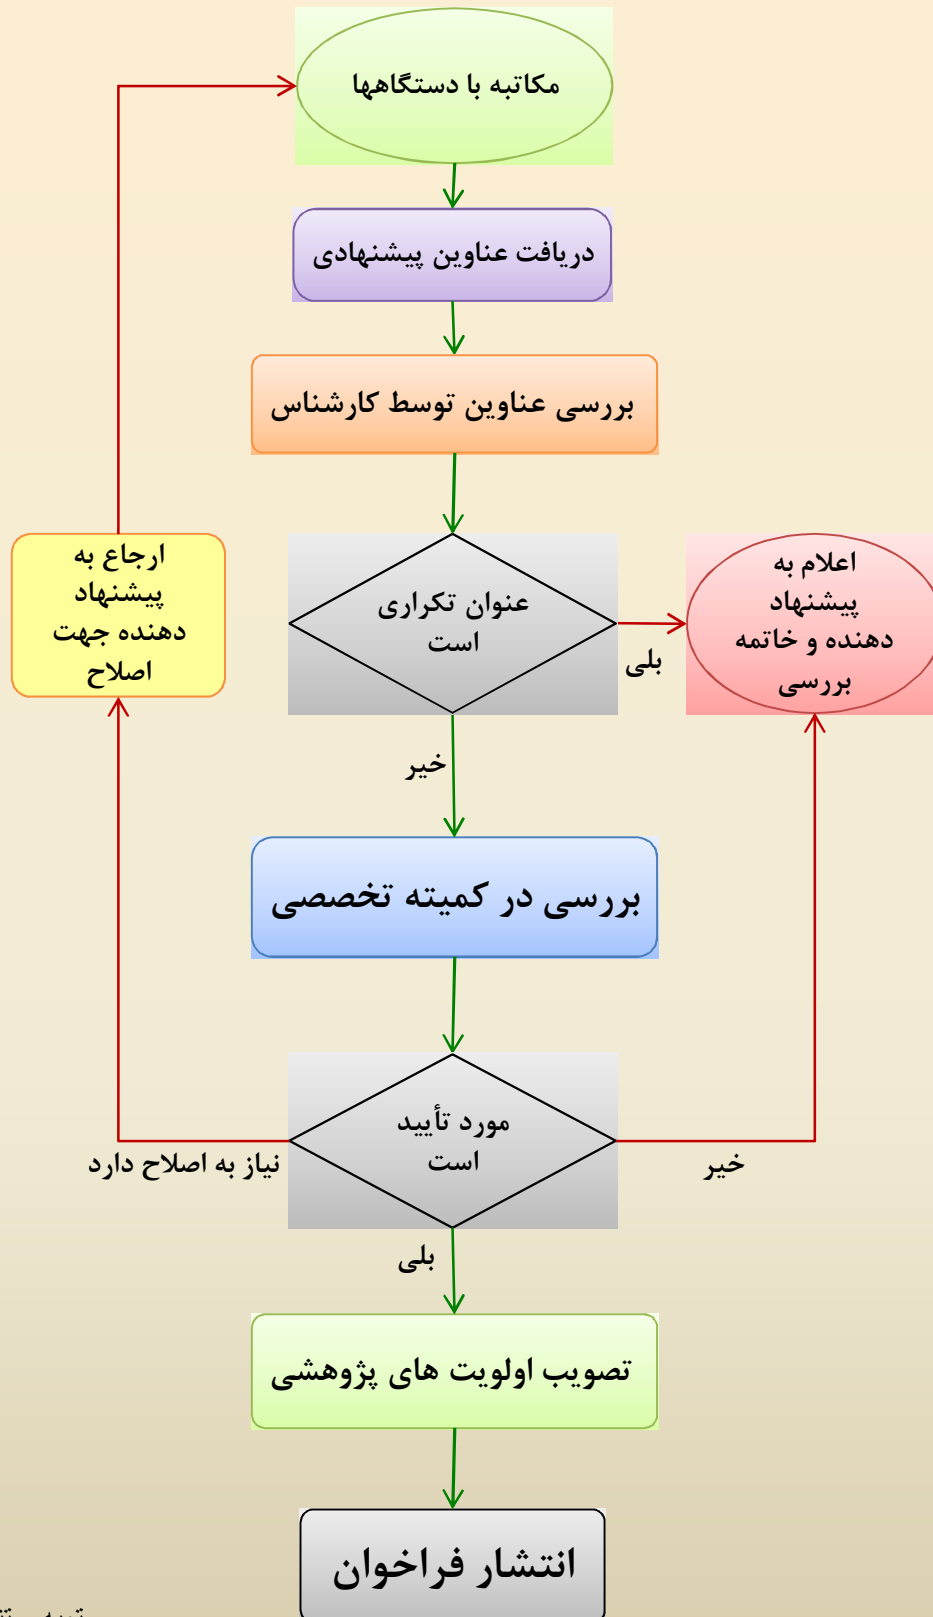 مکاتبه با دستگاهها
دریافت عناوین پیشنهادی
بررسی عناوین توسط کارشناس
ارجاع به
پیشنهاد
دهنده جهت
اصلاح
عنوان تکراری
است
بلی
اعلام به
پیشنهاد
دهنده و خاتمه
بررسی
خیر
بررسی در کمیته تخصصی
مورد تأیید
است
نیاز به اصلاح دارد
خیر
بلی
تصویب اولویت های پژوهشی
انتشار فراخوان